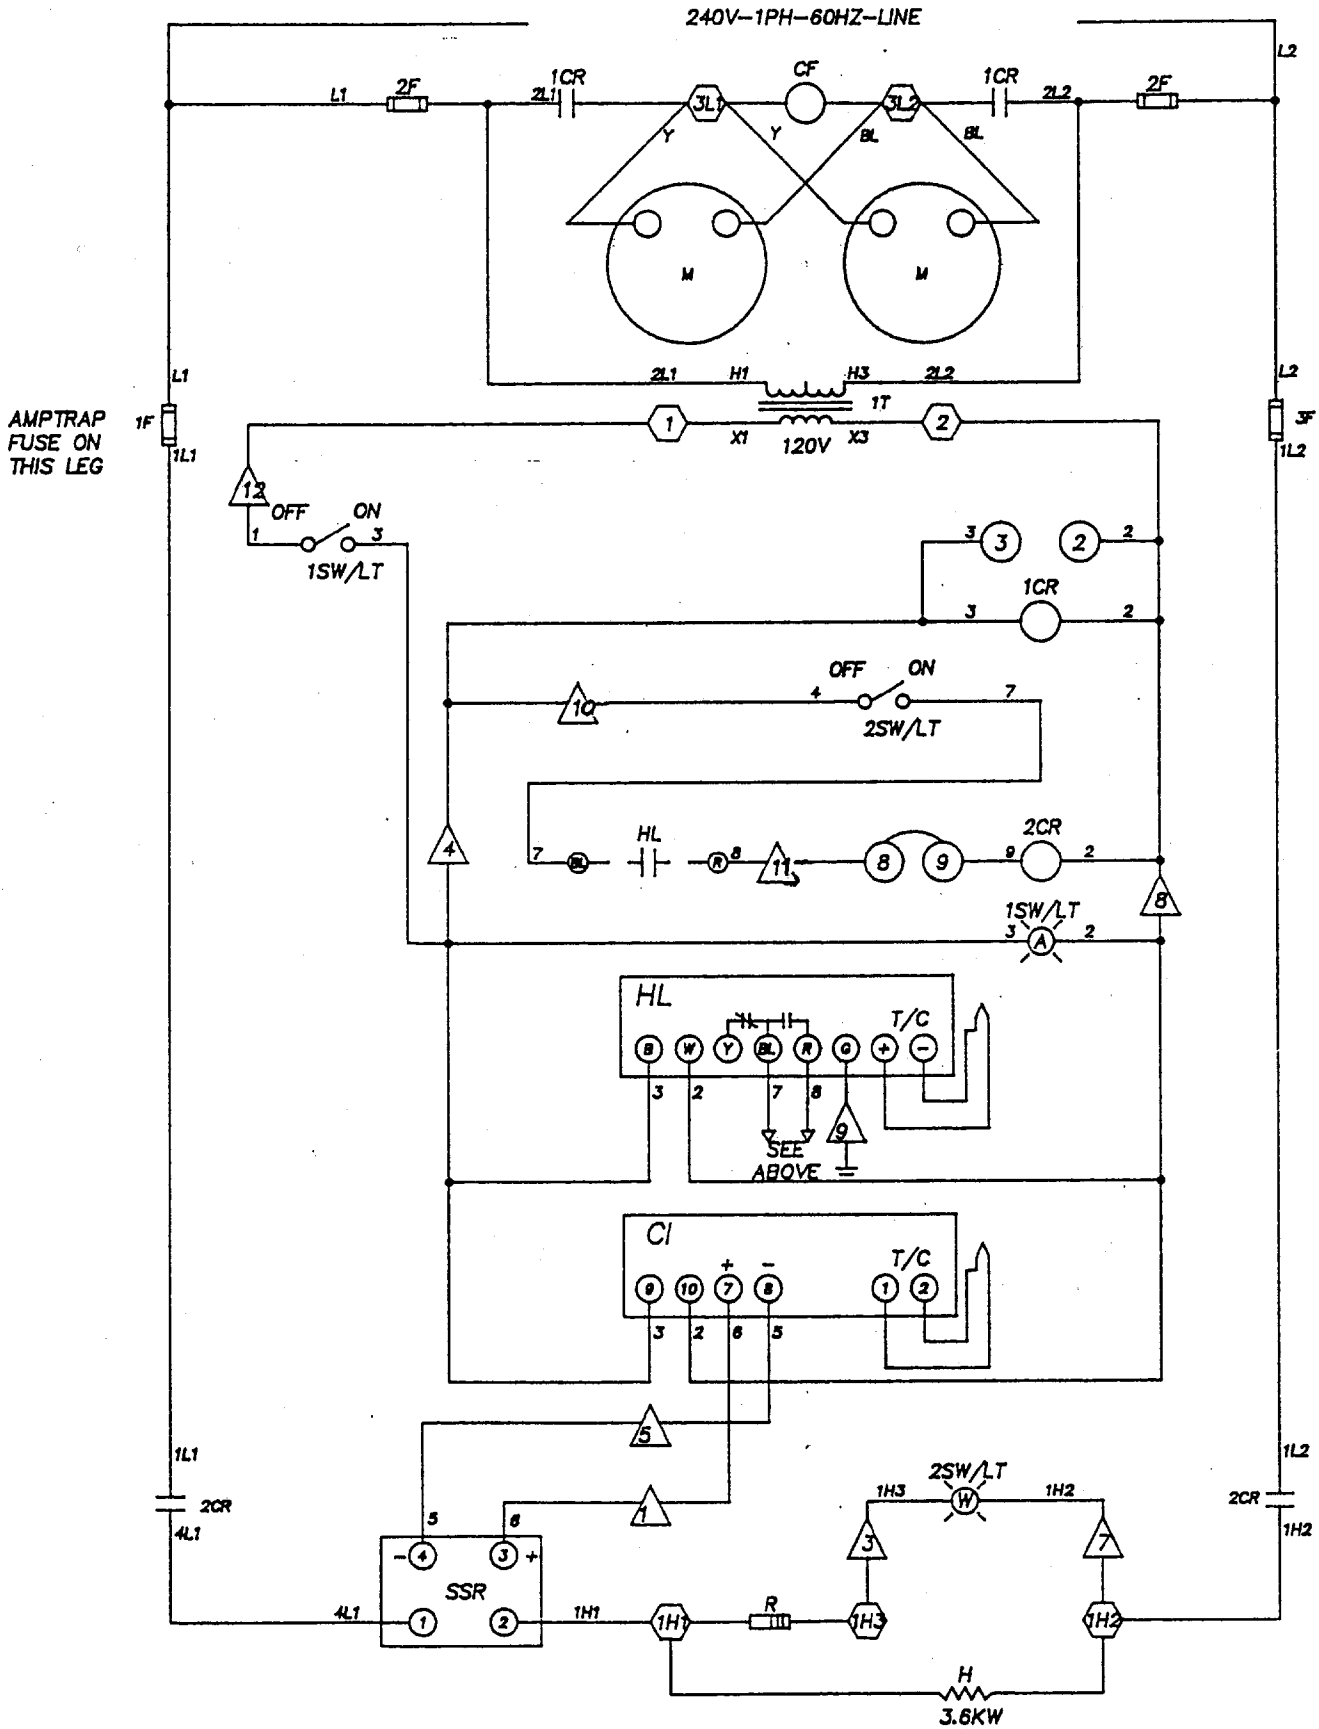 240V-1PH-60HZ-LINE
L2
L1 2F 2L1 1CR 3L1 CF 3L2 1CR 2L2 2F
Y Y BL BL
M M
L1 2L1 H1 H3 2L2 L2
AMPTRAP
FUSE ON
THIS LEG
1F 1T 3F
1L1 1 X1 120V X3 2 1L2
12
OFF ON
1 3
1SW/LT
3 3 2 2
1CR
3 2
OFF ON
10 4 7
2SW/LT
HL 2CR
4 7 BL R 8 11 8 9 9 2
8
1SW/LT
3 A 2
HL
T/C
B W Y BL R G + -
3 2 7 8
9
SEE
ABOVE
CI
T/C
+ -
9 10 7 8 1 2
3 2 6 5
5
1L1 1L2
2SW/LT
1H3 W 1H2
2CR 2CR
1
4L1 5 6 3 7 1H2
- 4 3 +
SSR
4L1 1 2 1H1 1H1 R 1H3 1H2
H
3.6KW